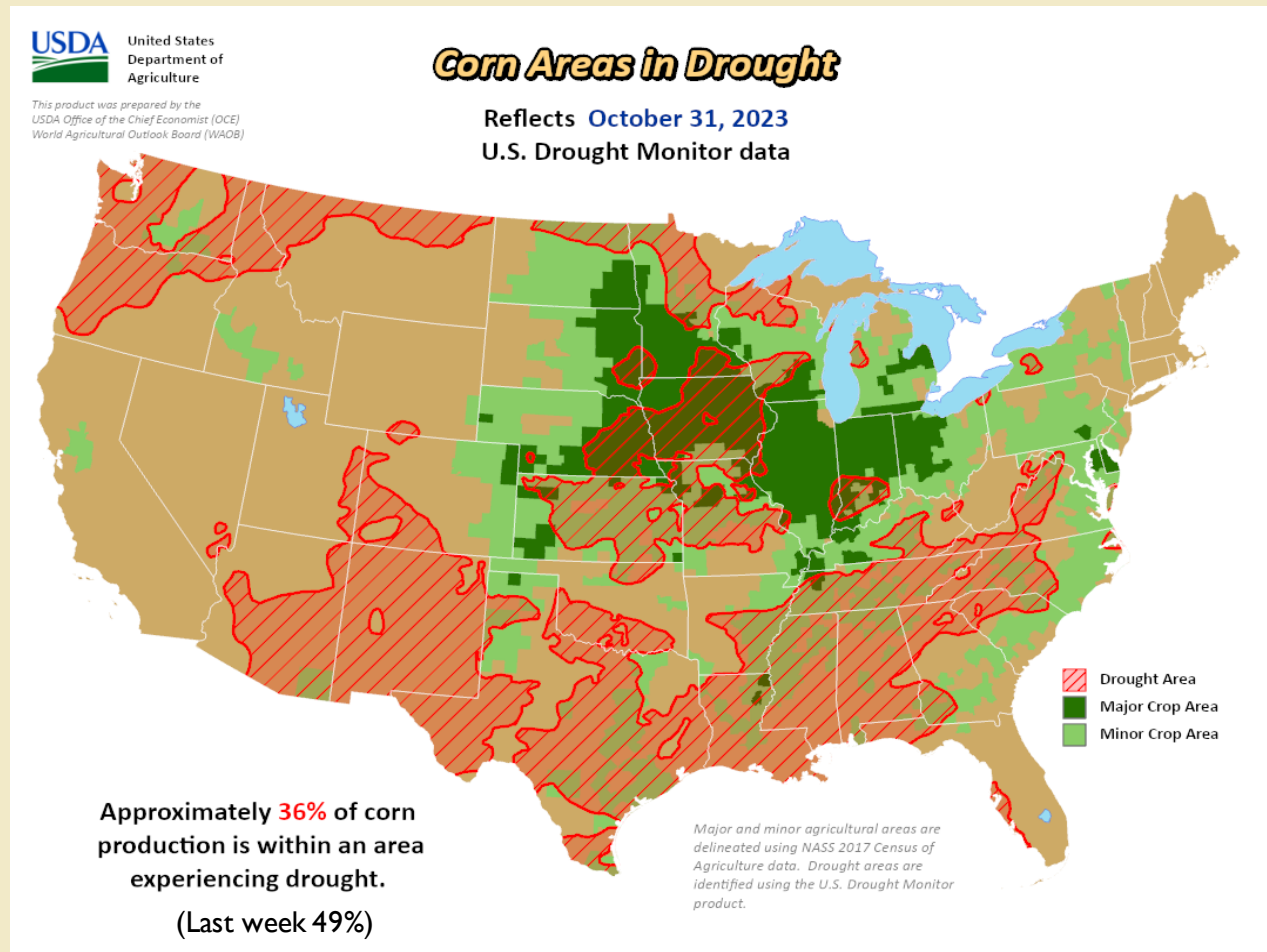 USDA
United States
Department of
Agriculture
This product was prepared by the
USDA Office of the Chief Economist (OCE)
World Agricultural Outlook Board (WAOB)
Corn Areas in Drought
Reflects October 31, 2023
U.S. Drought Monitor data
Drought Area
Major Crop Area
Minor Crop Area
Approximately 36% of corn
production is within an area
experiencing drought.
(Last week 49%)
Major and minor agricultural areas are
delineated using NASS 2017 Census of
Agriculture data. Drought areas are
identified using the U.S. Drought Monitor
product.